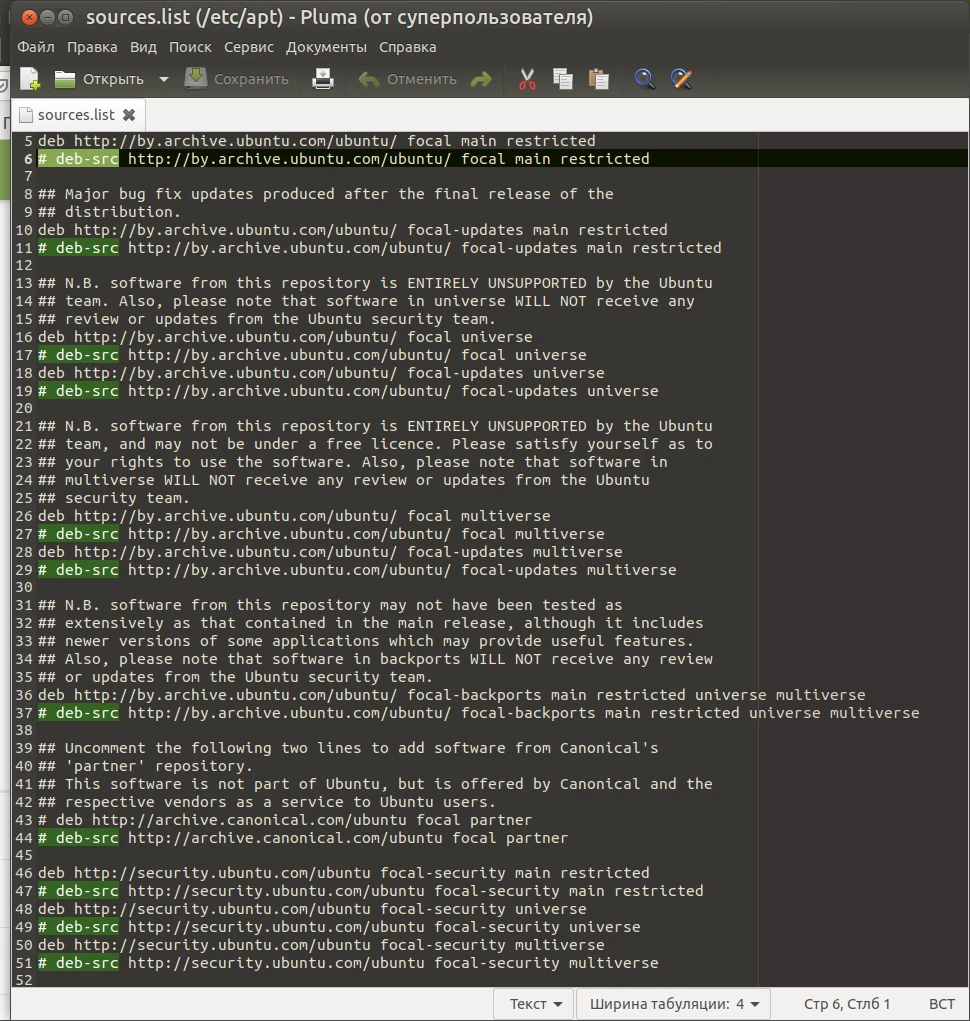 sources.list (/etc/apt) - Pluma (от суперпользователя)
Файл Правка Вид Поиск Сервис Документы Справка
Открыть Сохранить Отменить
sources.list
5 deb http://by.archive.ubuntu.com/ubuntu/ focal main restricted
6 # deb-src http://by.archive.ubuntu.com/ubuntu/ focal main restricted
7
8 ## Major bug fix updates produced after the final release of the
9 ## distribution.
10 deb http://by.archive.ubuntu.com/ubuntu/ focal-updates main restricted
11 # deb-src http://by.archive.ubuntu.com/ubuntu/ focal-updates main restricted
12
13 ## N.B. software from this repository is ENTIRELY UNSUPPORTED by the Ubuntu
14 ## team. Also, please note that software in universe WILL NOT receive any
15 ## review or updates from the Ubuntu security team.
16 deb http://by.archive.ubuntu.com/ubuntu/ focal universe
17 # deb-src http://by.archive.ubuntu.com/ubuntu/ focal universe
18 deb http://by.archive.ubuntu.com/ubuntu/ focal-updates universe
19 # deb-src http://by.archive.ubuntu.com/ubuntu/ focal-updates universe
20
21 ## N.B. software from this repository is ENTIRELY UNSUPPORTED by the Ubuntu
22 ## team, and may not be under a free licence. Please satisfy yourself as to
23 ## your rights to use the software. Also, please note that software in
24 ## multiverse WILL NOT receive any review or updates from the Ubuntu
25 ## security team.
26 deb http://by.archive.ubuntu.com/ubuntu/ focal multiverse
27 # deb-src http://by.archive.ubuntu.com/ubuntu/ focal multiverse
28 deb http://by.archive.ubuntu.com/ubuntu/ focal-updates multiverse
29 # deb-src http://by.archive.ubuntu.com/ubuntu/ focal-updates multiverse
30
31 ## N.B. software from this repository may not have been tested as
32 ## extensively as that contained in the main release, although it includes
33 ## newer versions of some applications which may provide useful features.
34 ## Also, please note that software in backports WILL NOT receive any review
35 ## or updates from the Ubuntu security team.
36 deb http://by.archive.ubuntu.com/ubuntu/ focal-backports main restricted universe multiverse
37 # deb-src http://by.archive.ubuntu.com/ubuntu/ focal-backports main restricted universe multiverse
38
39 ## Uncomment the following two lines to add software from Canonical's
40 ## 'partner' repository.
41 ## This software is not part of Ubuntu, but is offered by Canonical and the
42 ## respective vendors as a service to Ubuntu users.
43 # deb http://archive.canonical.com/ubuntu focal partner
44 # deb-src http://archive.canonical.com/ubuntu focal partner
45
46 deb http://security.ubuntu.com/ubuntu focal-security main restricted
47 # deb-src http://security.ubuntu.com/ubuntu focal-security main restricted
48 deb http://security.ubuntu.com/ubuntu focal-security universe
49 # deb-src http://security.ubuntu.com/ubuntu focal-security universe
50 deb http://security.ubuntu.com/ubuntu focal-security multiverse
51 # deb-src http://security.ubuntu.com/ubuntu focal-security multiverse
52
Текст Ширина табуляции: 4 Стр 6, Стлб 1 ВСТ